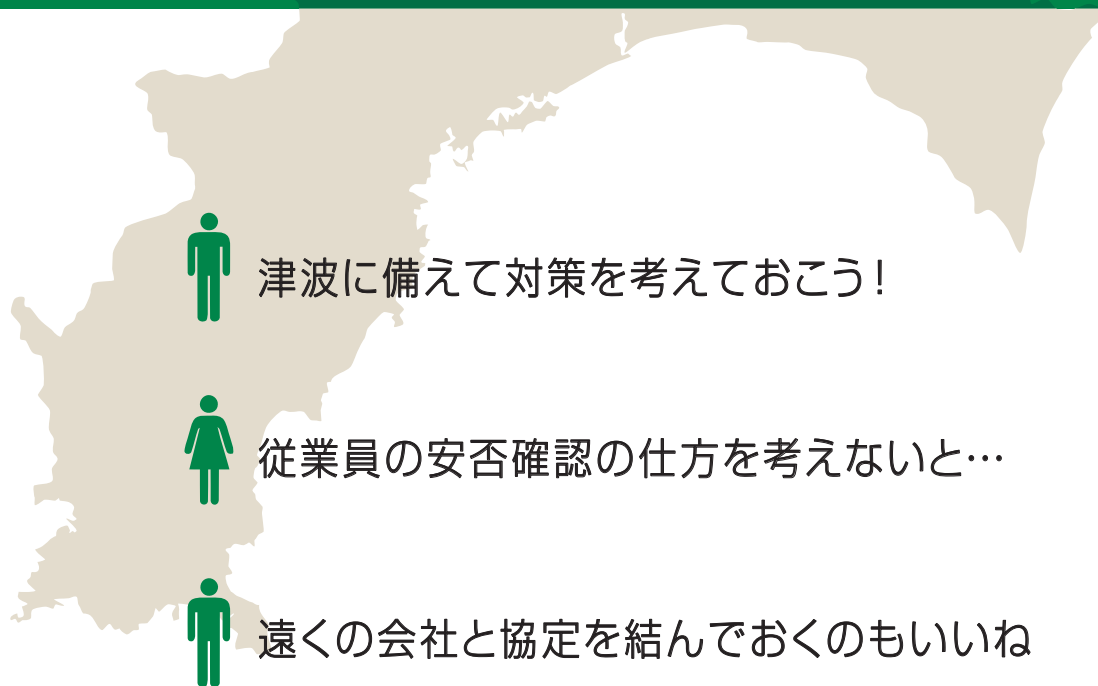 津波に備えて対策を考えておこう！
従業員の安否確認の仕方を考えないと…
遠くの会社と協定を結んでおくのもいいね